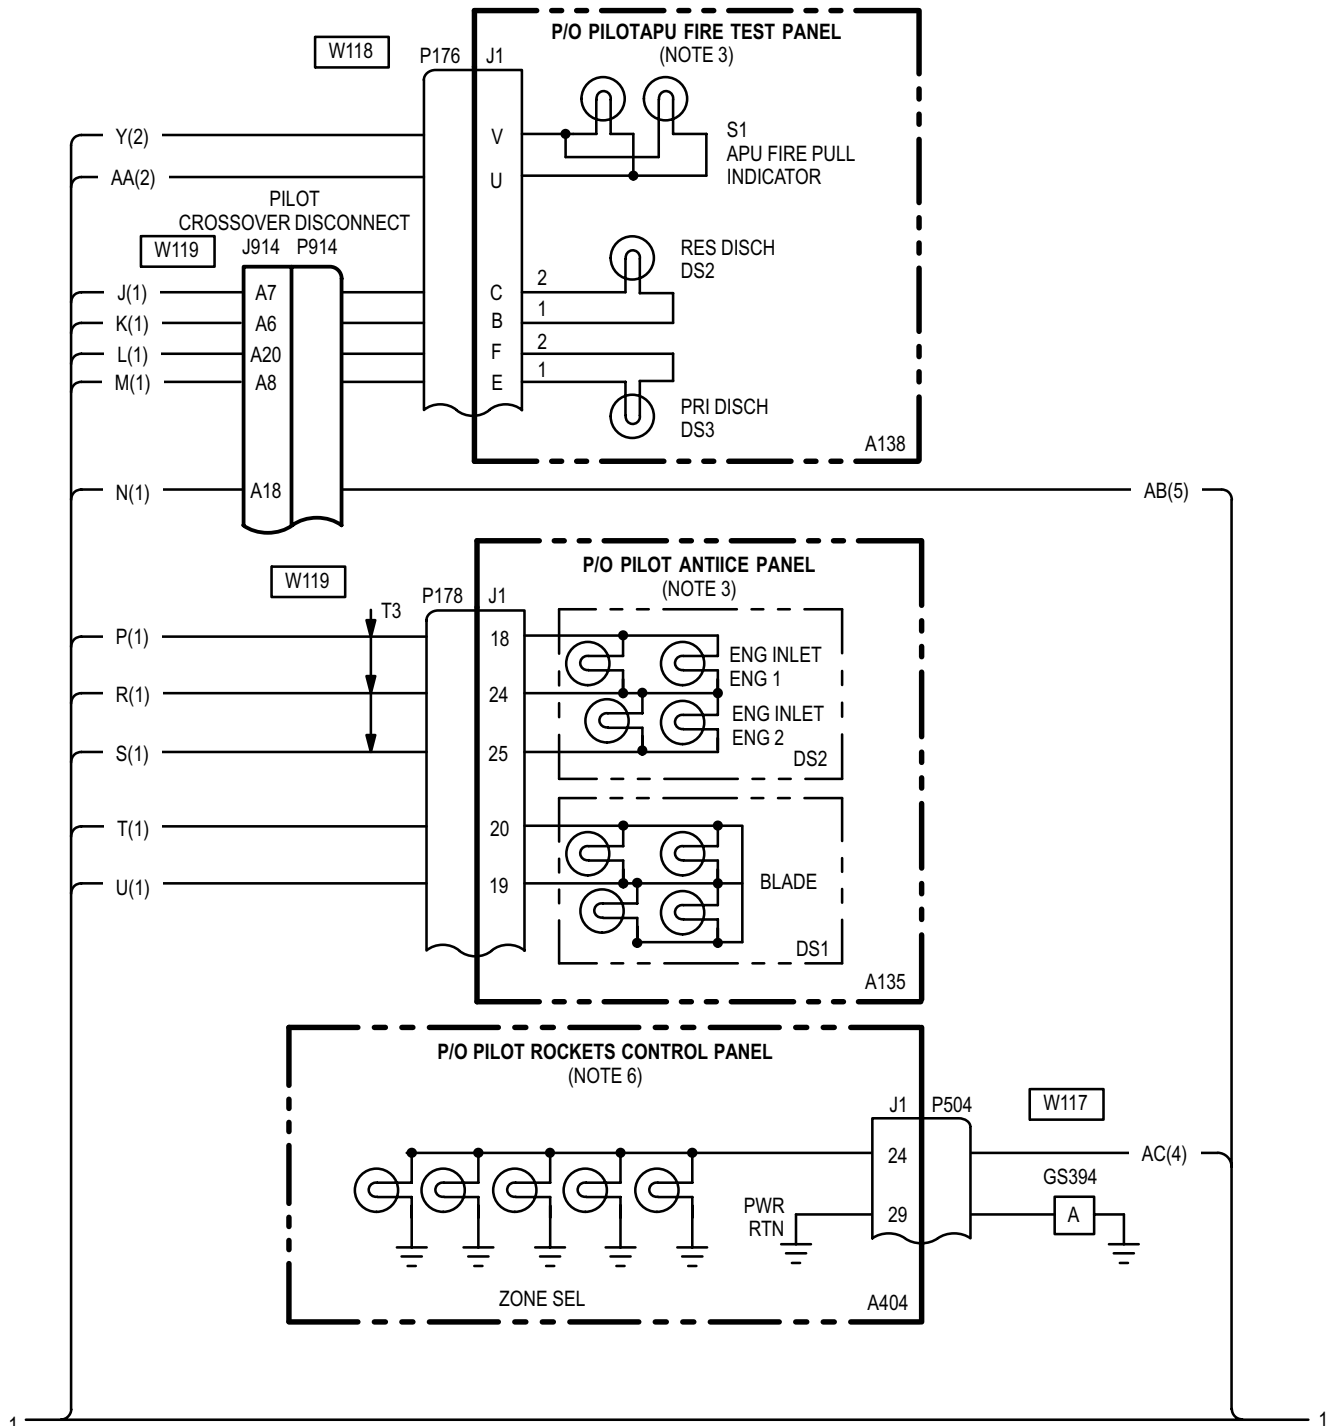 P/O PILOTAPU FIRE TEST PANEL
(NOTE 3)
W118
P176
J1
Y(2)
V
S1
APU FIRE PULL
INDICATOR
AA(2)
U
PILOT
CROSSOVER DISCONNECT
W119
J914
P914
RES DISCH
DS2
J(1)
A7
C
2
K(1)
A6
B
1
L(1)
A20
F
2
M(1)
A8
E
1
PRI DISCH
DS3
A138
N(1)
A18
AB(5)
P/O PILOT ANTIICE PANEL
(NOTE 3)
W119
P178
J1
T3
P(1)
18
ENG INLET
ENG 1
R(1)
24
ENG INLET
ENG 2
S(1)
25
DS2
T(1)
20
U(1)
19
BLADE
DS1
A135
P/O PILOT ROCKETS CONTROL PANEL
(NOTE 6)
J1
P504
W117
24
AC(4)
GS394
PWR
RTN
29
A
ZONE SEL
A404
1
1